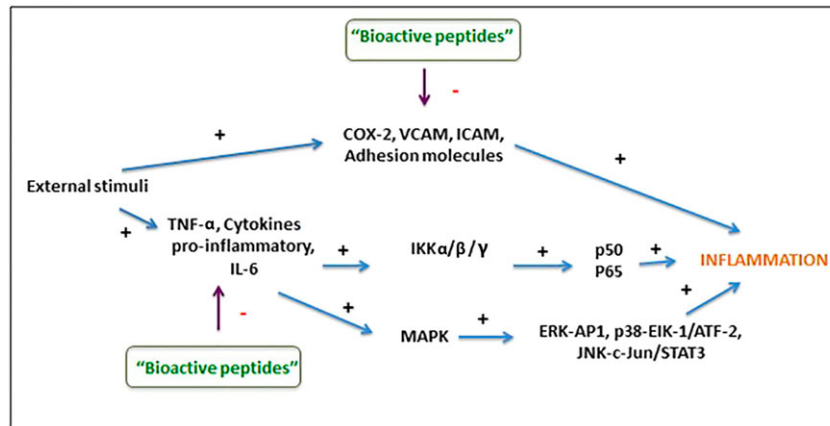 “Bioactive peptides”
-
+
COX-2, VCAM, ICAM,
Adhesion molecules
+
External stimuli
+
TNF-α, Cytokines
pro-inflammatory,
IL-6
+
IKKα/β/γ
+
p50
P65
+
INFLAMMATION
-
+
MAPK
+
ERK-AP1, p38-EIK-1/ATF-2,
JNK-c-Jun/STAT3
+
“Bioactive peptides”